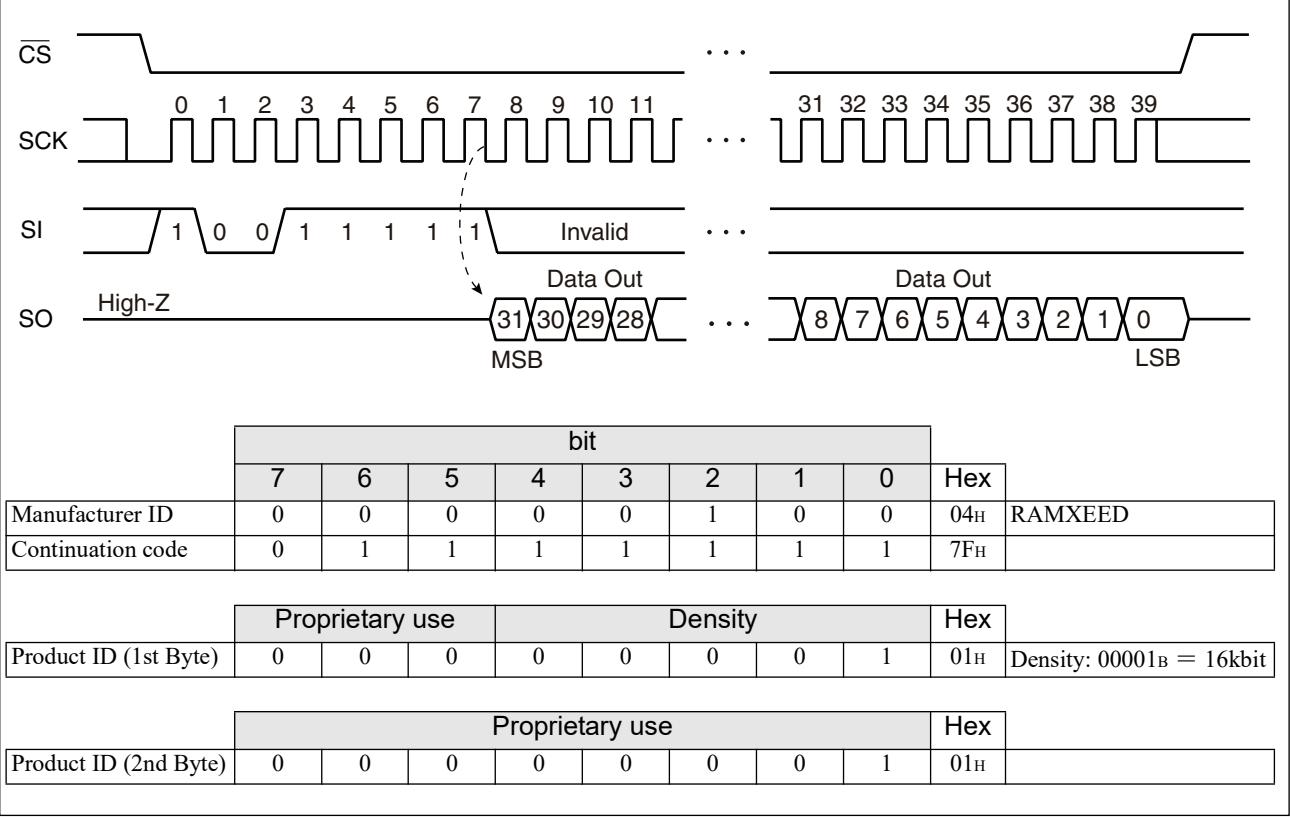 CS ···
0 1 2 3 4 5 6 7 8 9 10 11 31 32 33 34 35 36 37 38 39
SCK ···
SI 1 0 0 1 1 1 1 1 Invalid ···
Data Out Data Out
High-Z
SO 31 30 29 28 ··· 8 7 6 5 4 3 2 1 0
MSB LSB
bit
7 6 5 4 3 2 1 0 Hex
Manufacturer ID 0 0 0 0 0 1 0 0 04H RAMXEED
Continuation code 0 1 1 1 1 1 1 1 7FH
Proprietary use Density Hex
Product ID (1st Byte) 0 0 0 0 0 0 0 1 01H Density: 00001B = 16kbit
Proprietary use Hex
Product ID (2nd Byte) 0 0 0 0 0 0 0 1 01H